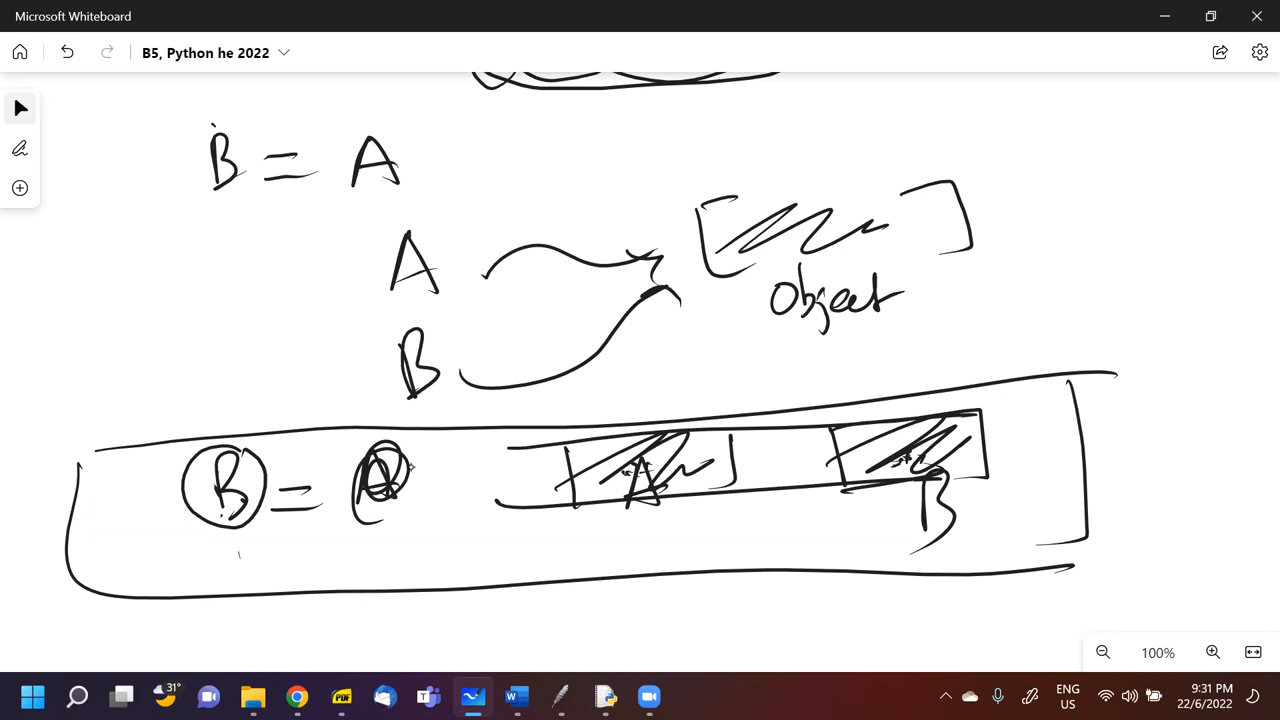 Microsoft Whiteboard
B5, Python he 2022
B = A
A
Object
B
B = A
A
B
100%
31°
ENG
US
9:31 PM
22/6/2022